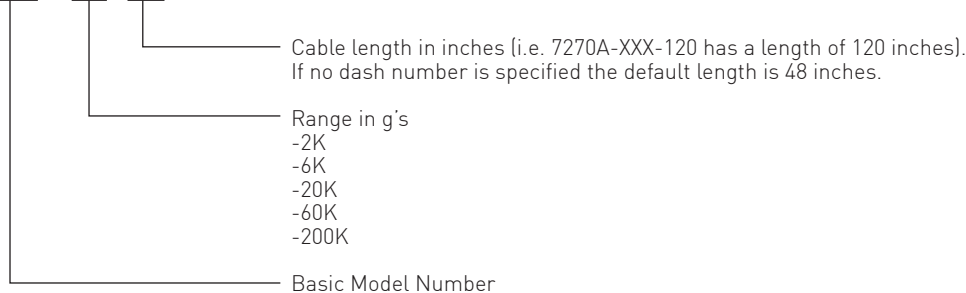 Cable length in inches (i.e. 7270A-XXX-120 has a length of 120 inches).
If no dash number is specified the default length is 48 inches.
Range in g's
-2K
-6K
-20K
-60K
-200K
Basic Model Number